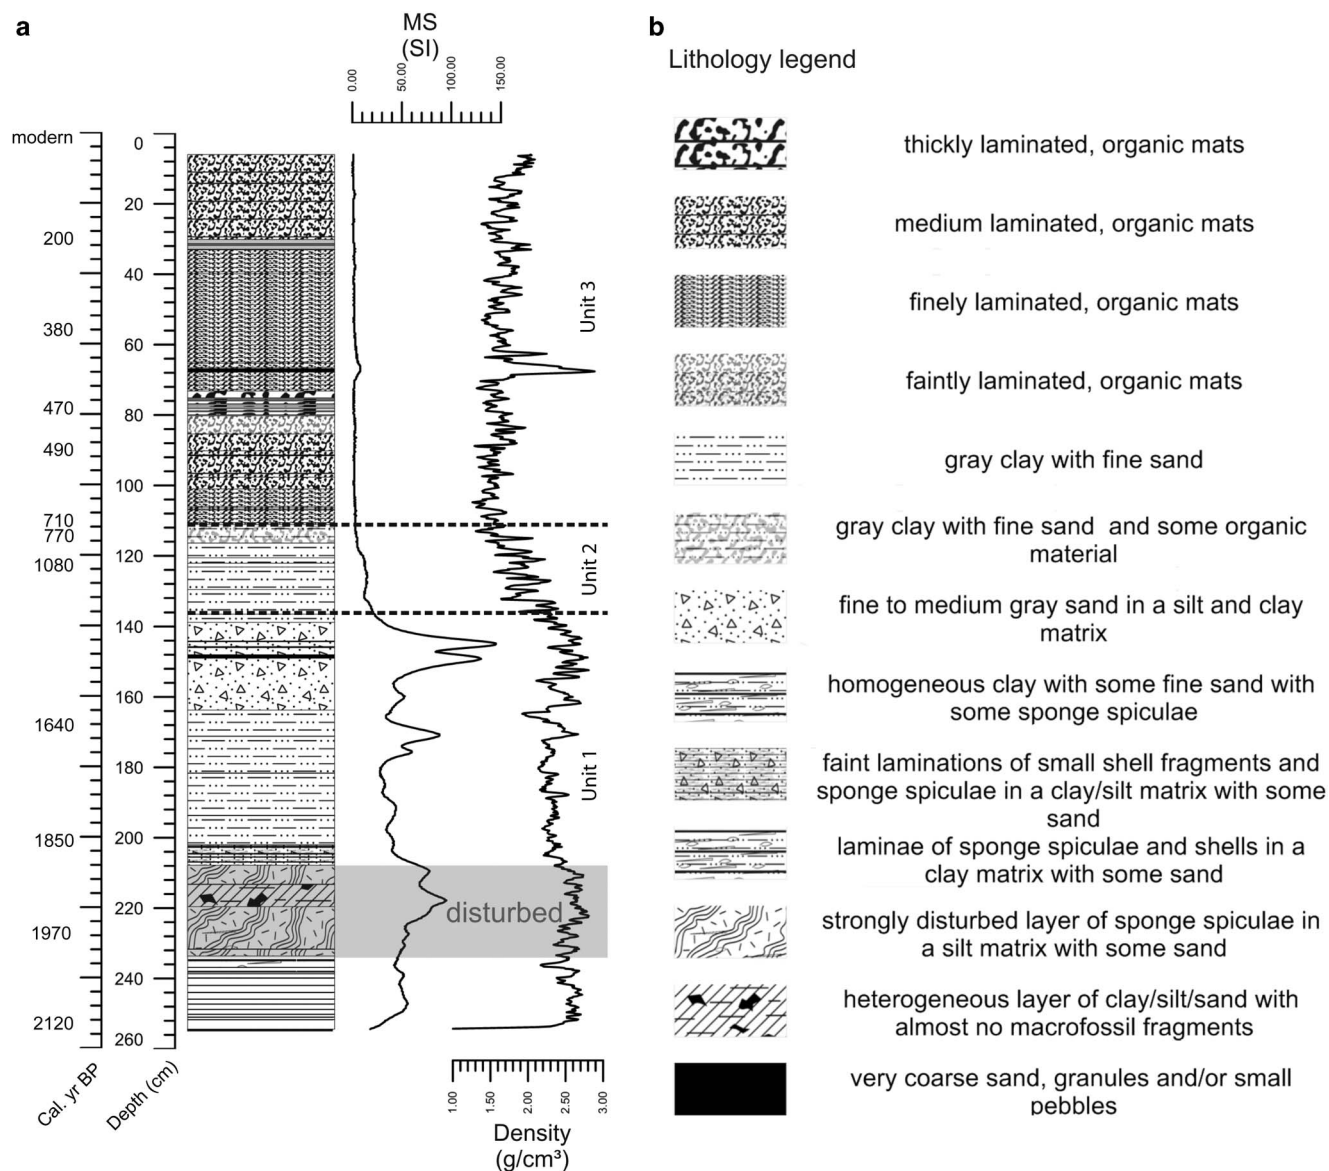 a
MS
(SI)
0.00
50.00
100.00
150.00
modern
200
380
470
490
710
770
1080
1640
1850
1970
2120
Cal. yr BP
0
20
40
60
80
100
120
140
160
180
200
220
240
260
Depth (cm)
Unit 3
Unit 2
Unit 1
disturbed
1.00
1.50
2.00
2.50
3.00
Density
(g/cm³)
b
Lithology legend
thickly laminated, organic mats
medium laminated, organic mats
finely laminated, organic mats
faintly laminated, organic mats
gray clay with fine sand
gray clay with fine sand and some organic
material
fine to medium gray sand in a silt and clay
matrix
homogeneous clay with some fine sand with
some sponge spiculae
faint laminations of small shell fragments and
sponge spiculae in a clay/silt matrix with some
sand
laminae of sponge spiculae and shells in a
clay matrix with some sand
strongly disturbed layer of sponge spiculae in
a silt matrix with some sand
heterogeneous layer of clay/silt/sand with
almost no macrofossil fragments
very coarse sand, granules and/or small
pebbles